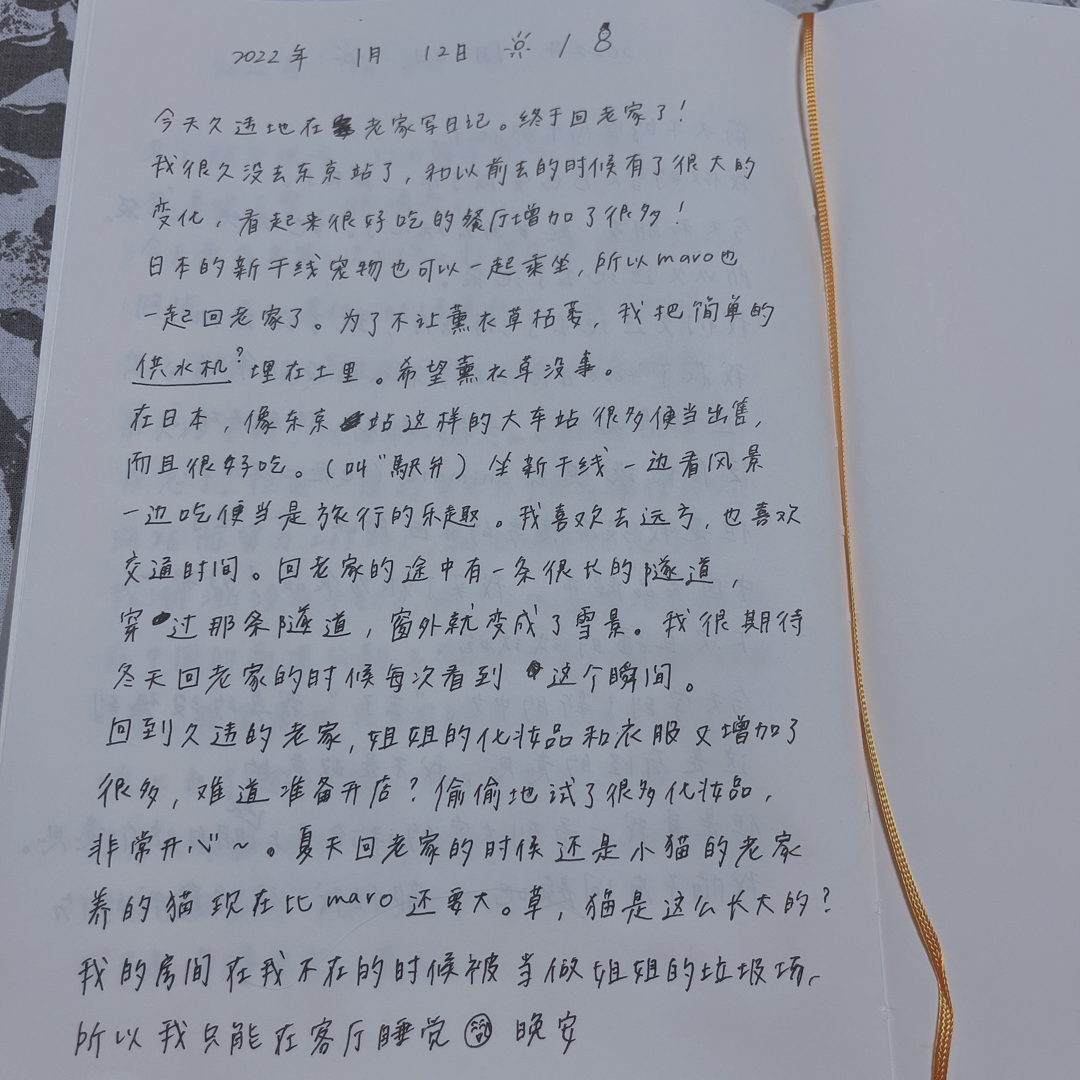 2022年 1月 12日 ☼ / 8
今天久违地在老家写日记。终于回老家了！
我很久没去东京站了，和以前去的时候有了很大的
变化，看起来很好吃的餐厅增加了很多！
日本的新干线宠物也可以一起乘坐，所以maro也
一起回老家了。为了不让薰衣草枯萎，我把简单的
供水机？埋在土里。希望薰衣草没事。
在日本，像东京站这样的大车站很多便当出售，
而且很好吃。（叫“駅弁）坐新干线一边看风景
一边吃便当是旅行的乐趣。我喜欢去远方，也喜欢
交通时间。回老家的途中有一条很长的隧道，
穿过那条隧道，窗外就变成了雪景。我很期待
冬天回老家的时候每次看到这个瞬间。
回到久违的老家，姐姐的化妆品和衣服又增加了
很多，难道准备开店？偷偷地试了很多化妆品，
非常开心~。夏天回老家的时候还是小猫的老家
养的猫现在比maro还要大。草，猫是这么长大的？
我的房间在我不在的时候被当做姐姐的垃圾场，
所以我只能在客厅睡觉 晚安